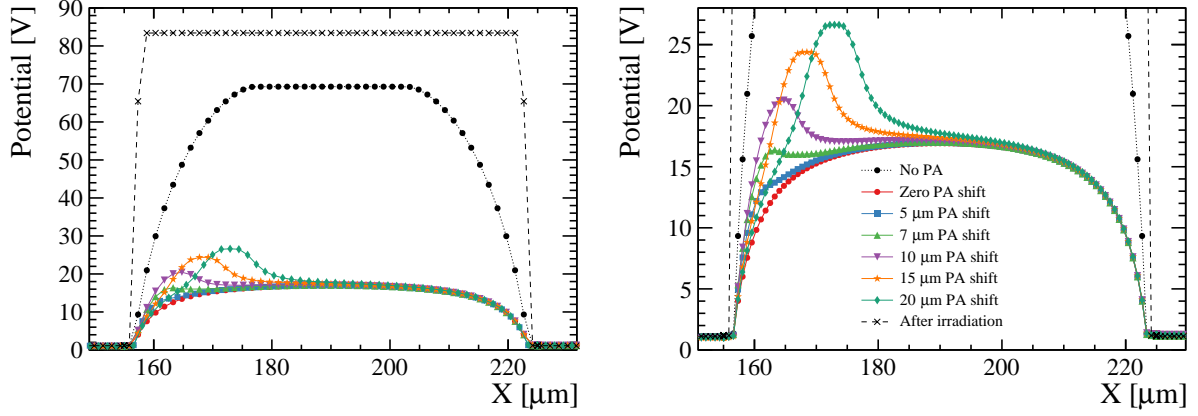 Potential [V]
90
80
70
60
50
40
30
20
10
0
160
180
200
220
X [μm]
Potential [V]
25
20
15
10
5
0
160
180
200
220
X [μm]
No PA
Zero PA shift
5 μm PA shift
7 μm PA shift
10 μm PA shift
15 μm PA shift
20 μm PA shift
After irradiation